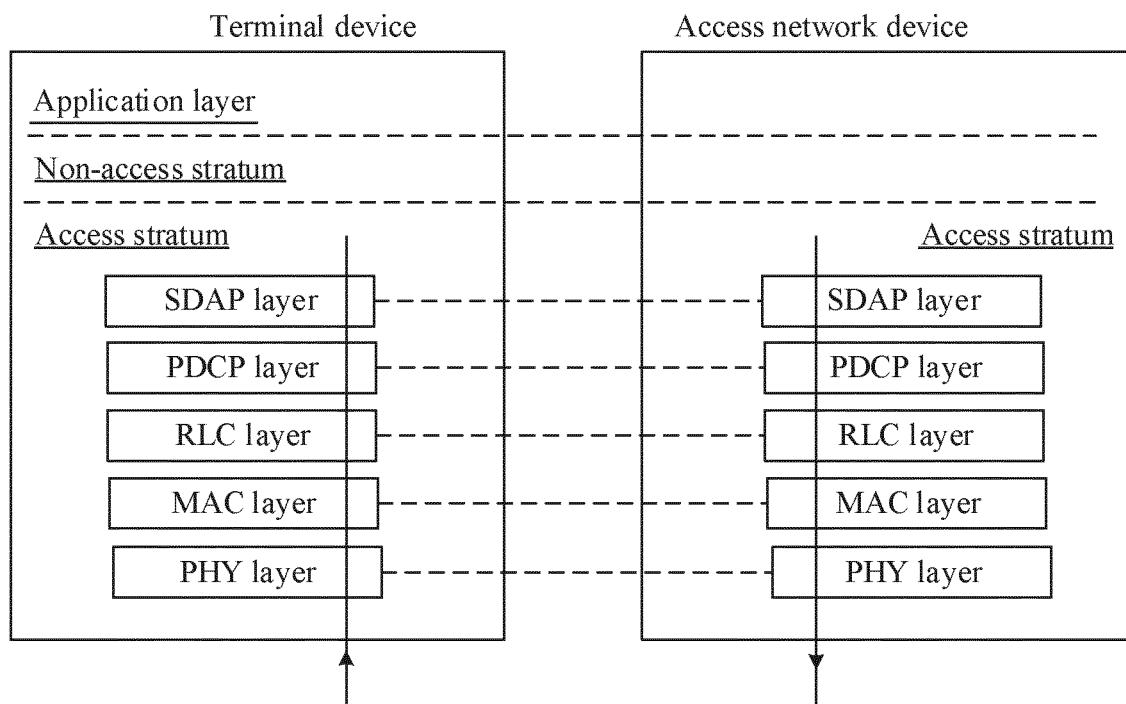 Terminal device
Access network device
Application layer
Non-access stratum
Access stratum
Access stratum
SDAP layer
SDAP layer
PDCP layer
PDCP layer
RLC layer
RLC layer
MAC layer
MAC layer
PHY layer
PHY layer